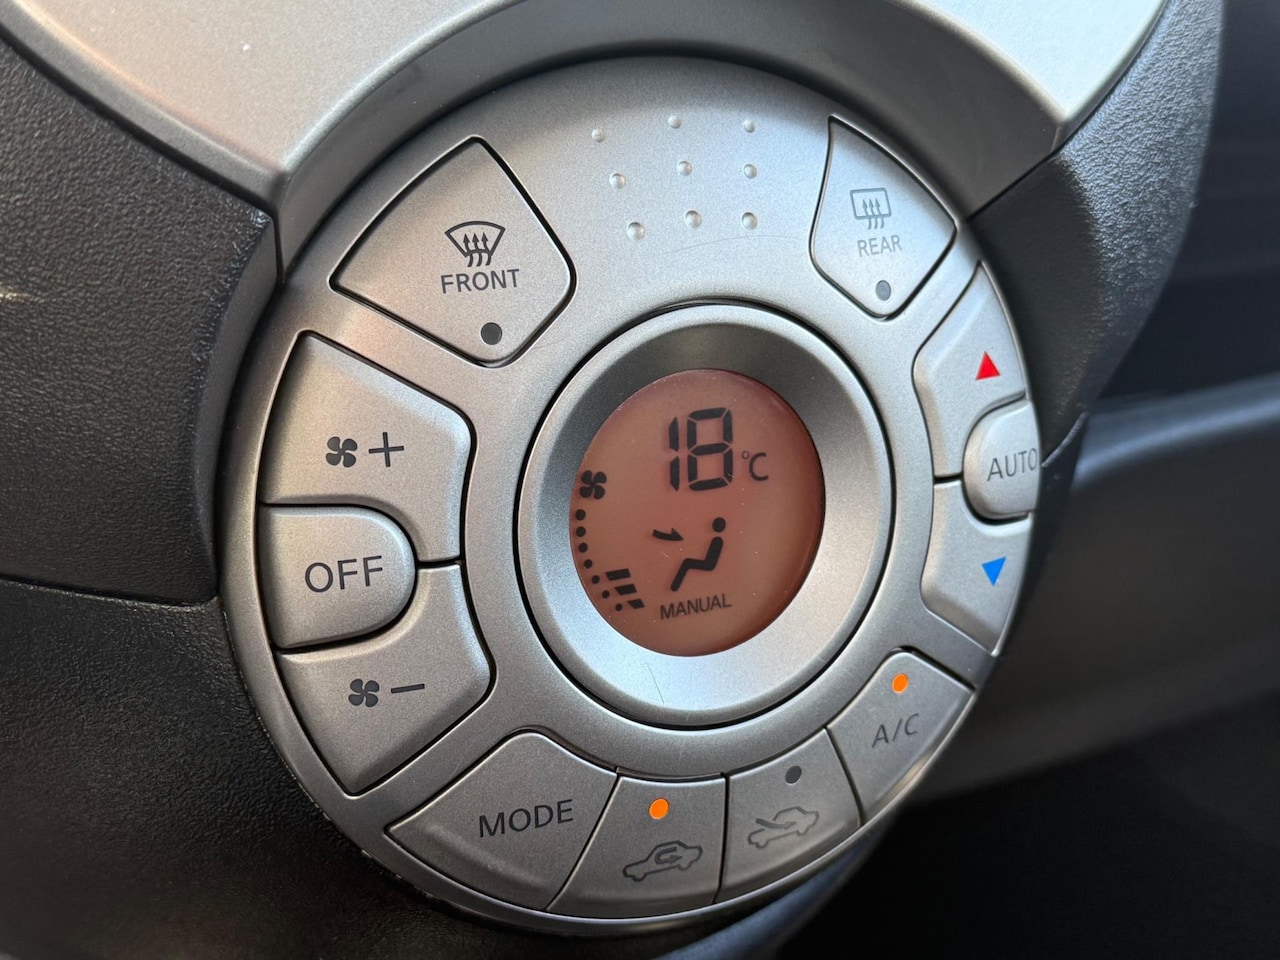 FRONT
REAR
18°C
AUTO
OFF
MANUAL
A/C
MODE